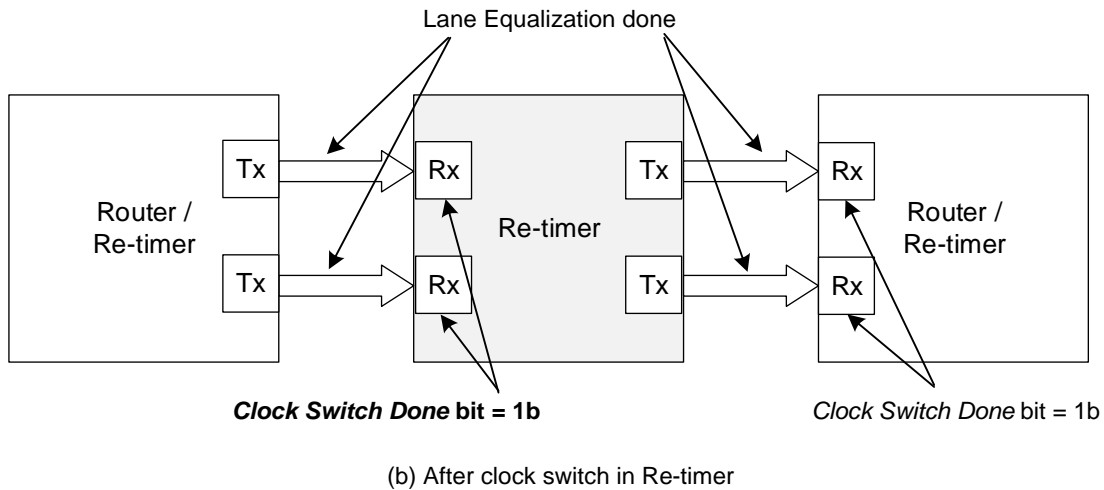 Lane Equalization done
Tx
Rx
Tx
Rx
Router /
Re-timer
Re-timer
Router /
Re-timer
Tx
Rx
Tx
Rx
Clock Switch Done bit = 1b
Clock Switch Done bit = 1b
(b) After clock switch in Re-timer